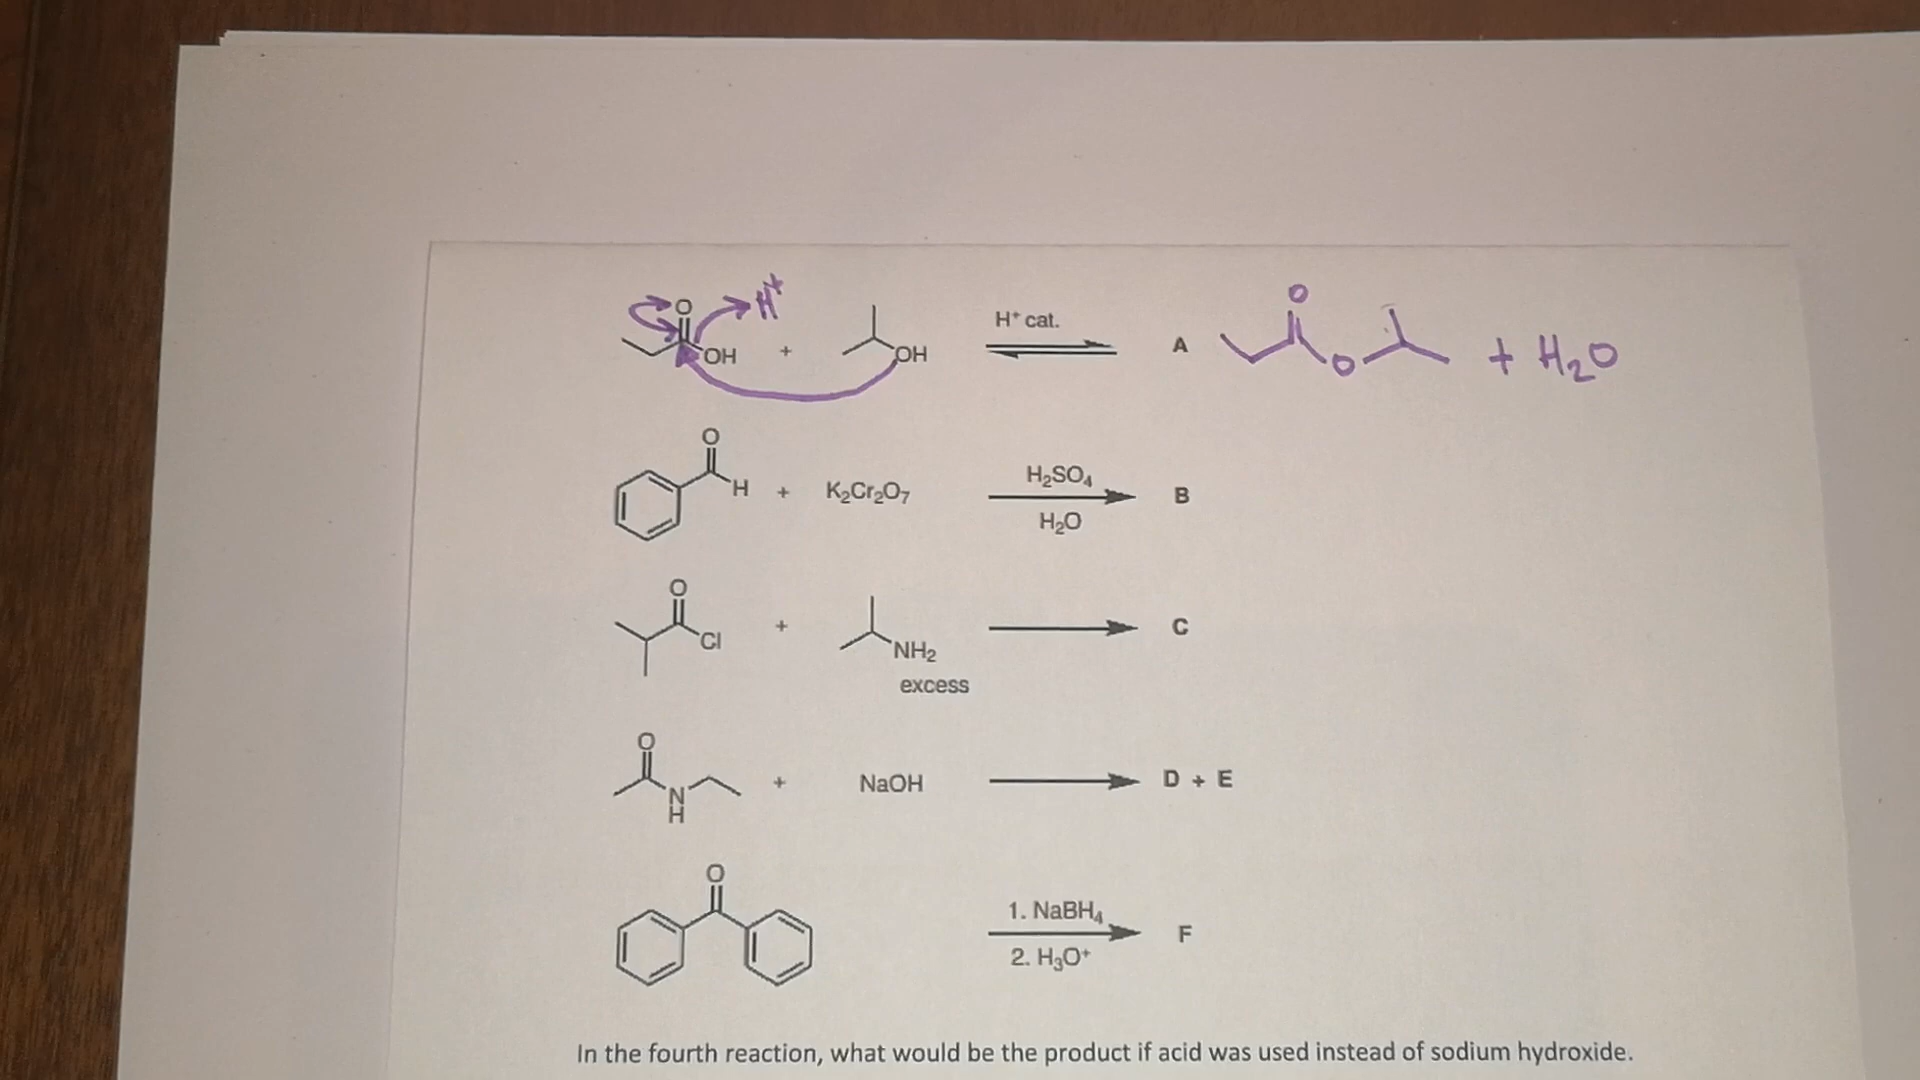 O H⁺ O
OH + OH H⁺ cat. A O + H₂O
O
H + K₂Cr₂O₇ H₂SO₄ H₂O B
O
Cl + NH₂ C
excess
O
N H + NaOH D + E
O
1. NaBH₄
2. H₃O⁺ F
In the fourth reaction, what would be the product if acid was used instead of sodium hydroxide.